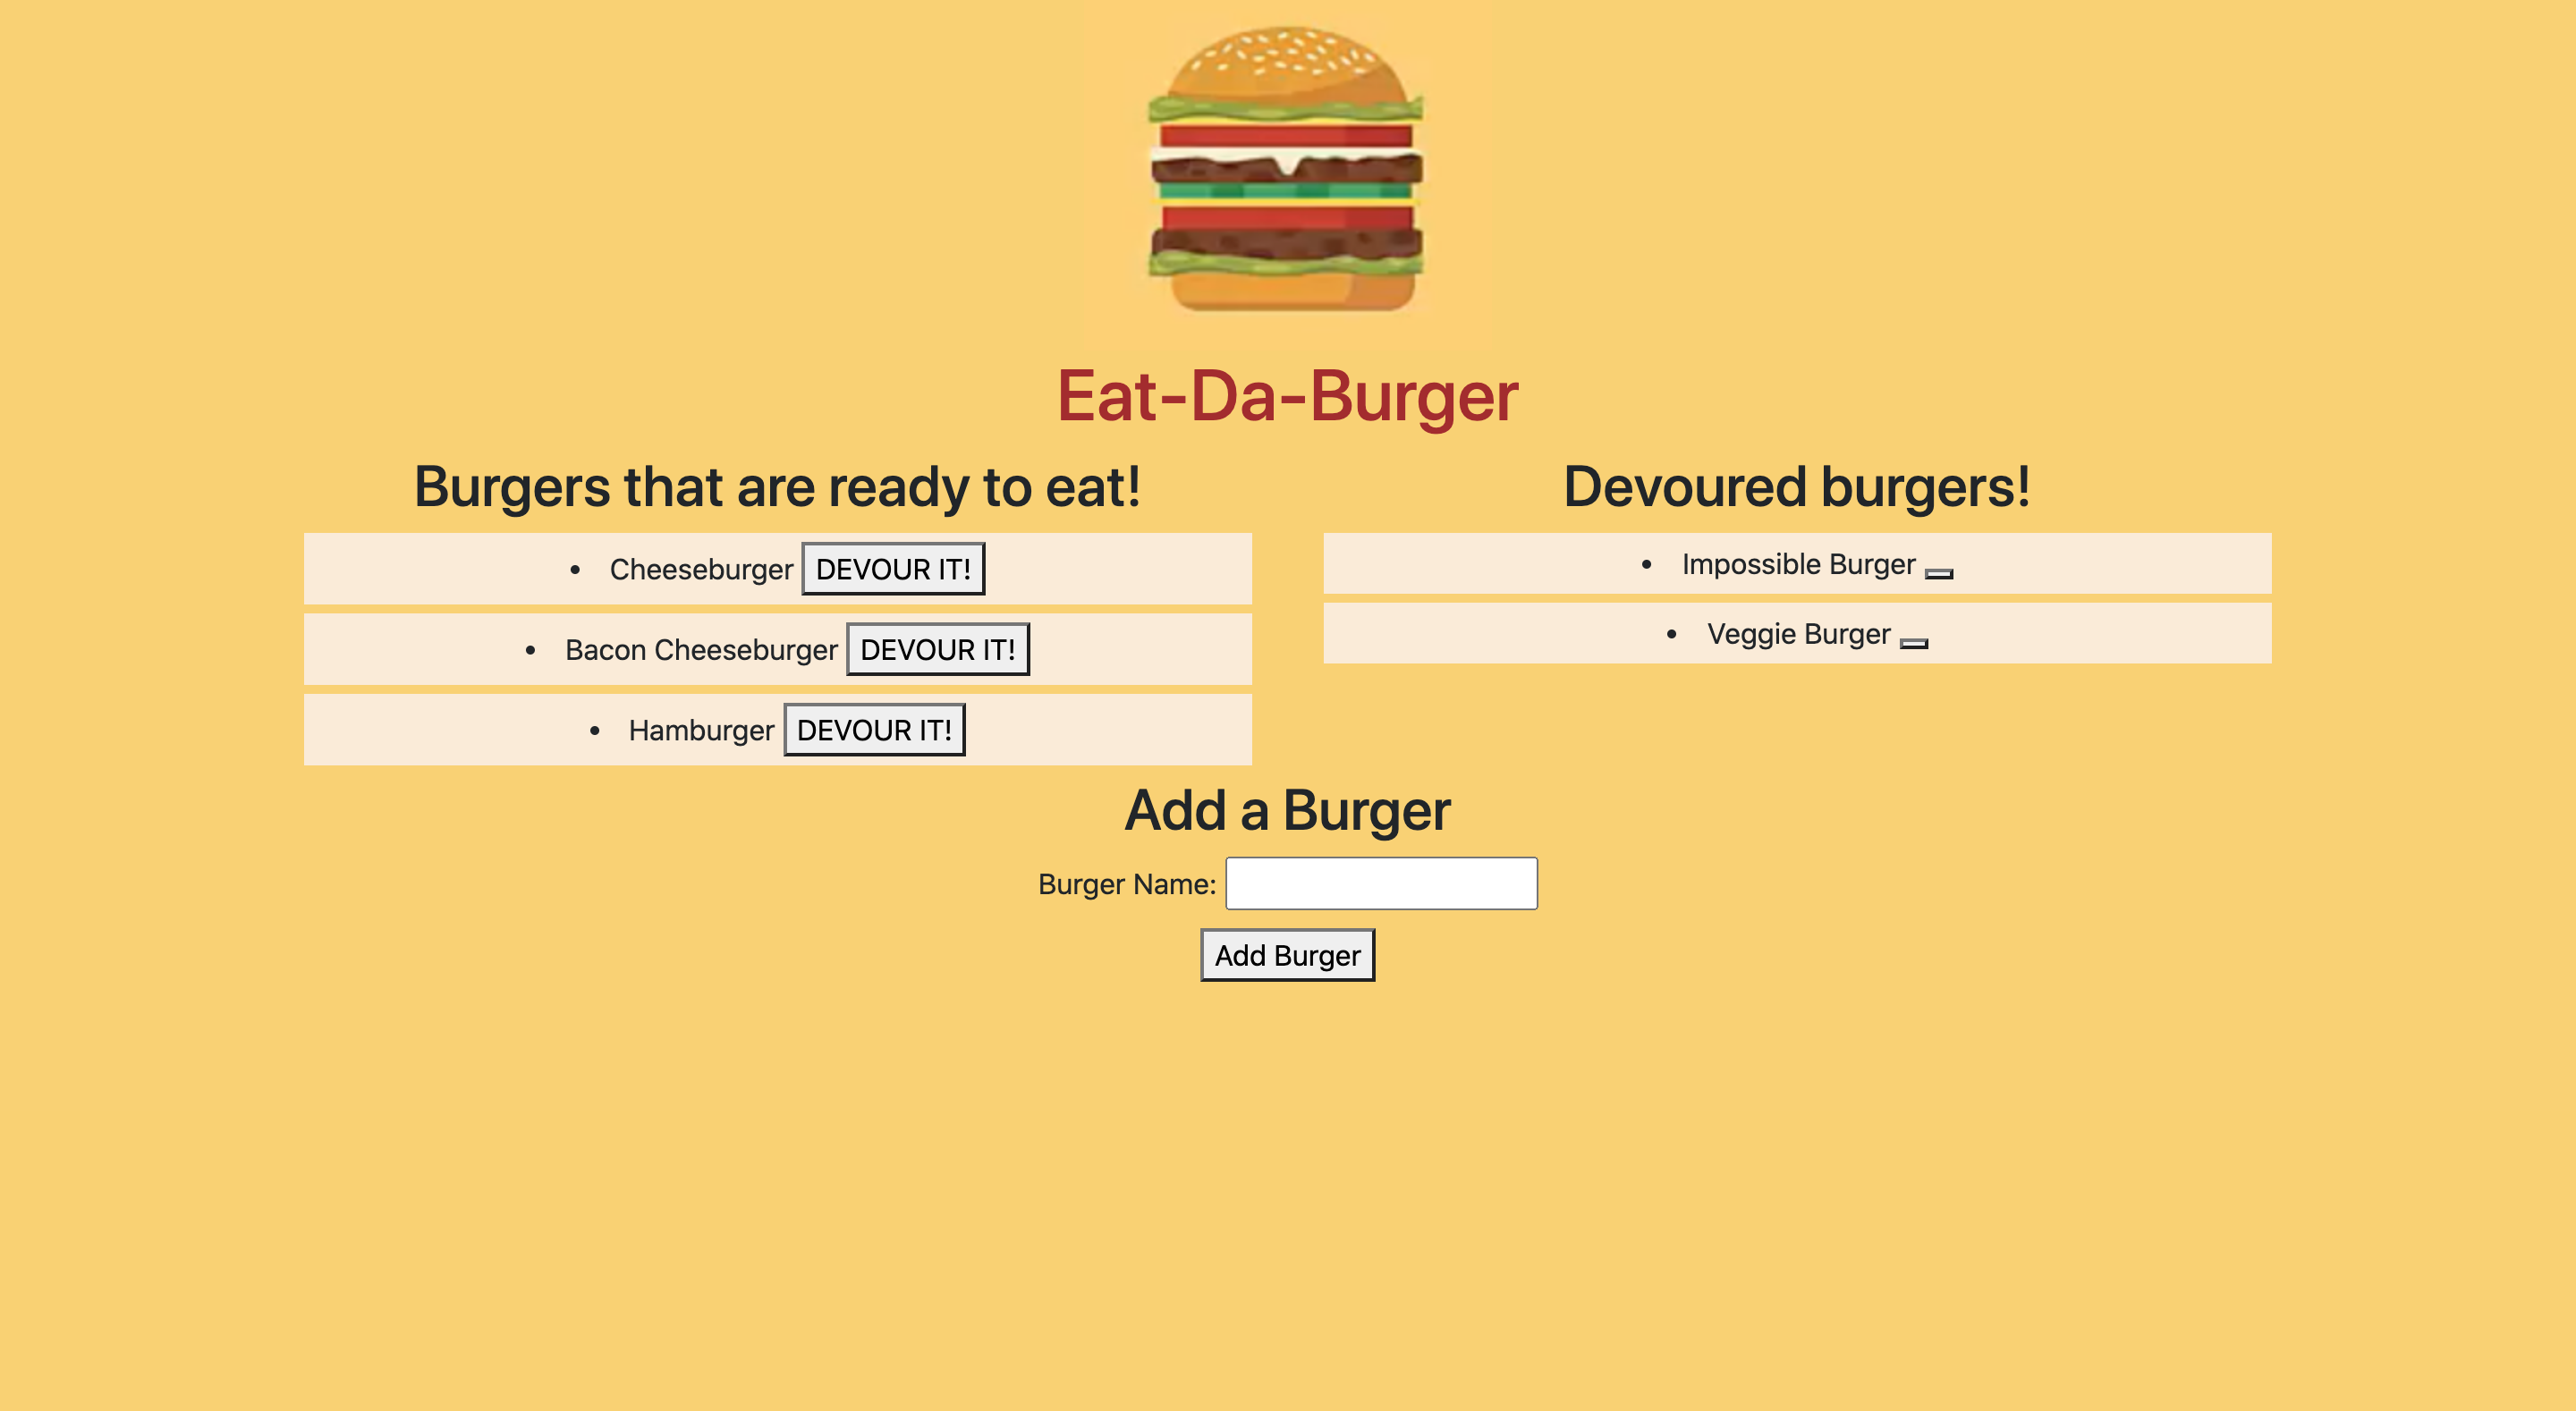 Eat-Da-Burger
Burgers that are ready to eat!
• Cheeseburger DEVOUR IT!
• Bacon Cheeseburger DEVOUR IT!
• Hamburger DEVOUR IT!
Devoured burgers!
• Impossible Burger
• Veggie Burger
Add a Burger
Burger Name:
Add Burger